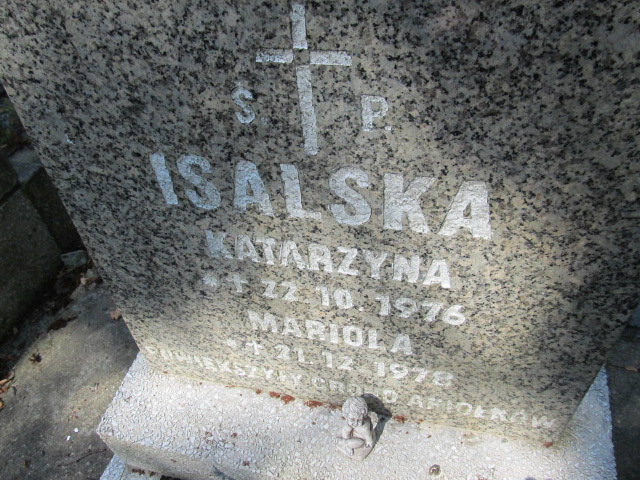 Ś. P.
ISALSKA
KATARZYNA
*+ 22.10.1976
MARIOLA
*+ 21.12.1978
POWIĘKSZYŁY GRONO ANIOŁKÓW